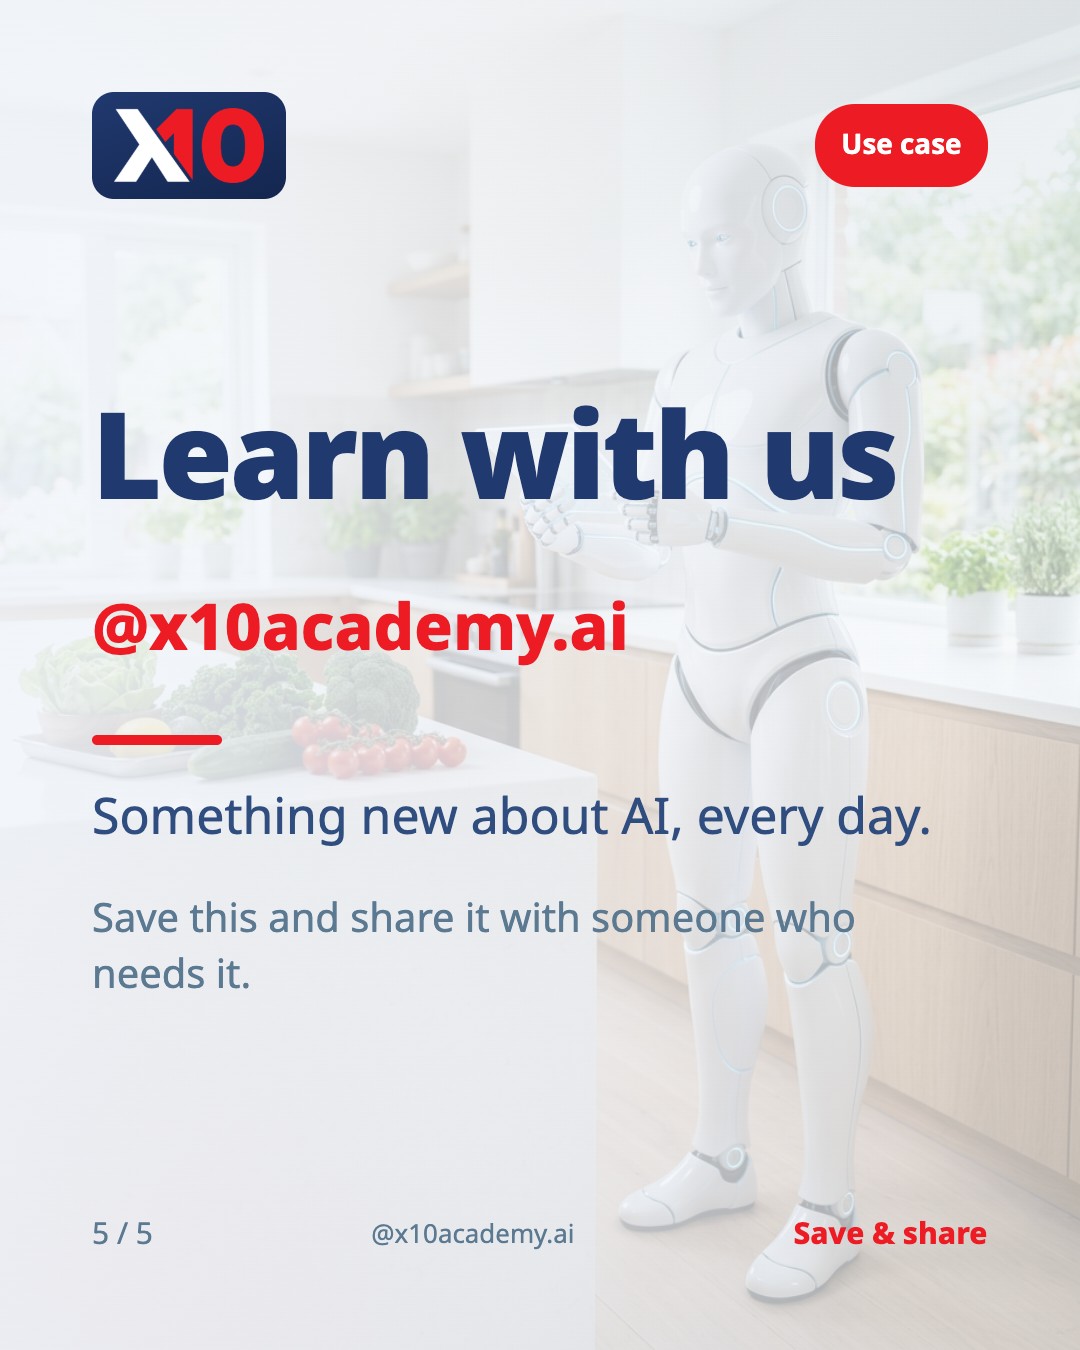 X10
Use case
Learn with us
@x10academy.ai
Something new about AI, every day.
Save this and share it with someone who
needs it.
5 / 5
@x10academy.ai
Save & share